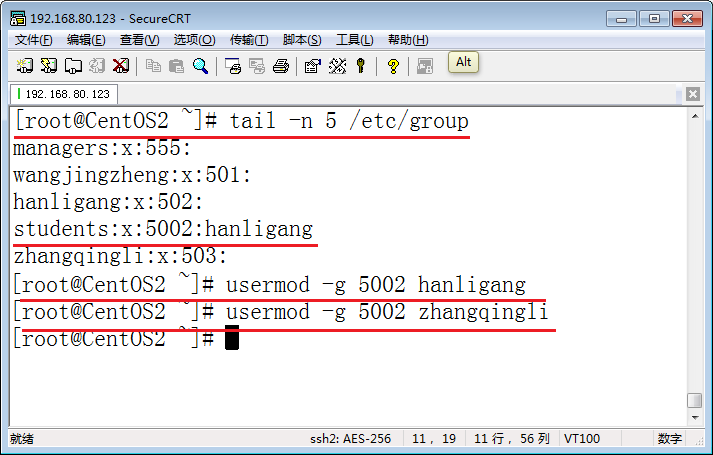 192.168.80.123 - SecureCRT
文件(F) 编辑(E) 查看(V) 选项(O) 传输(T) 脚本(S) 工具(L) 帮助(H)
Alt
192.168.80.123
[root@CentOS2 ~]# tail -n 5 /etc/group
managers:x:555:
wangjingzheng:x:501:
hanligang:x:502:
students:x:5002:hanligang
zhangqingli:x:503:
[root@CentOS2 ~]# usermod -g 5002 hanligang
[root@CentOS2 ~]# usermod -g 5002 zhangqingli
[root@CentOS2 ~]#
就绪 ssh2: AES-256 11, 19 11 行, 56 列 VT100 数字